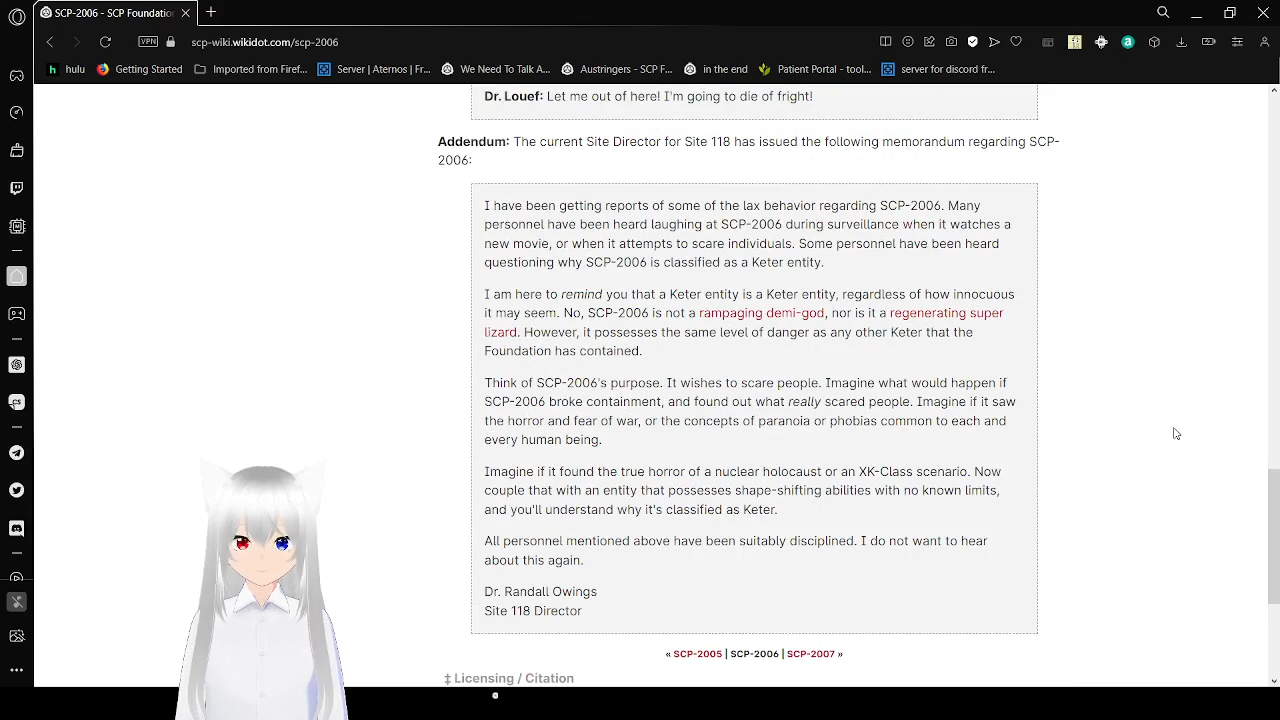 SCP-2006 - SCP Foundation
VPN
scp-wiki.wikidot.com/scp-2006
hulu
Getting Started
Imported from Firef...
Server | Aternos | Fr...
We Need To Talk A...
Austringers - SCP F...
in the end
Patient Portal - tool...
server for discord fr...
Dr. Louef: Let me out of here! I'm going to die of fright!
Addendum: The current Site Director for Site 118 has issued the following memorandum regarding SCP-
2006:
I have been getting reports of some of the lax behavior regarding SCP-2006. Many
personnel have been heard laughing at SCP-2006 during surveillance when it watches a
new movie, or when it attempts to scare individuals. Some personnel have been heard
questioning why SCP-2006 is classified as a Keter entity.
I am here to remind you that a Keter entity is a Keter entity, regardless of how innocuous
it may seem. No, SCP-2006 is not a rampaging demi-god, nor is it a regenerating super
lizard. However, it possesses the same level of danger as any other Keter that the
Foundation has contained.
Think of SCP-2006's purpose. It wishes to scare people. Imagine what would happen if
SCP-2006 broke containment, and found out what really scared people. Imagine if it saw
the horror and fear of war, or the concepts of paranoia or phobias common to each and
every human being.
Imagine if it found the true horror of a nuclear holocaust or an XK-Class scenario. Now
couple that with an entity that possesses shape-shifting abilities with no known limits,
and you'll understand why it's classified as Keter.
All personnel mentioned above have been suitably disciplined. I do not want to hear
about this again.
Dr. Randall Owings
Site 118 Director
« SCP-2005 | SCP-2006 | SCP-2007 »
‡ Licensing / Citation